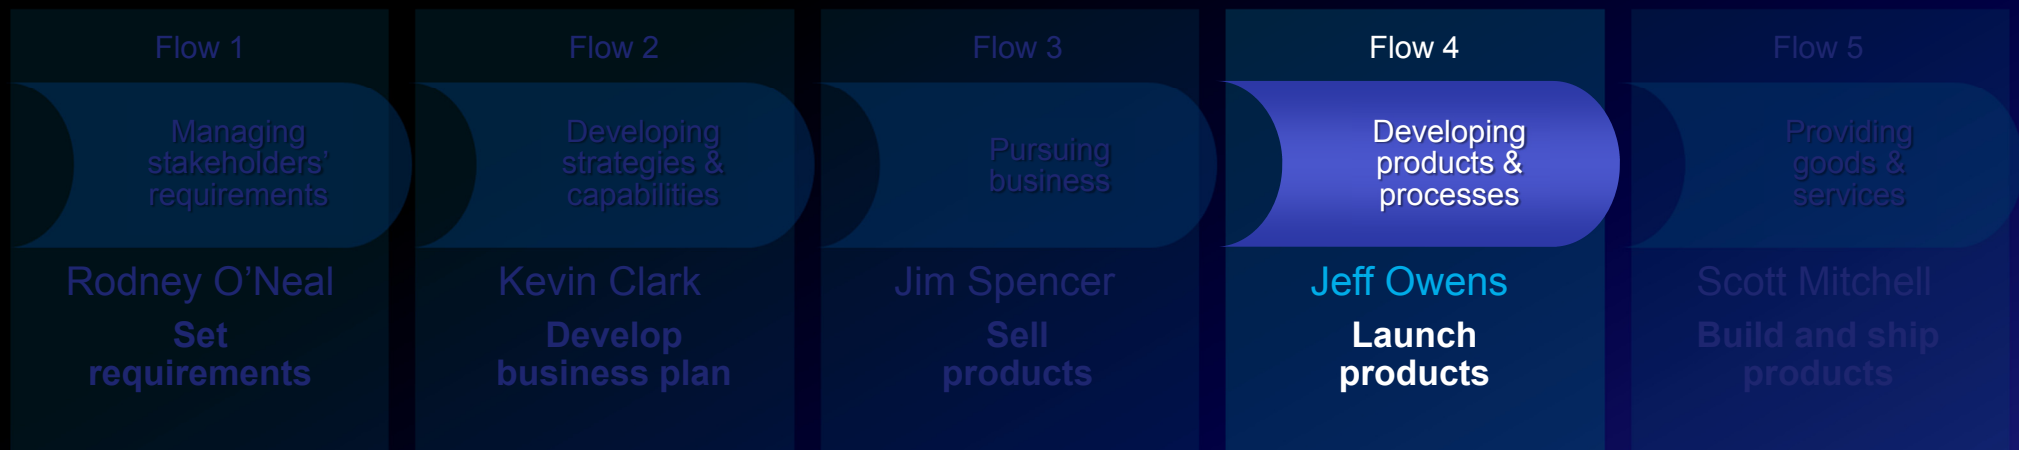 Flow 1
Managing
stakeholders’
requirements
Rodney O’Neal
Set
requirements
Flow 2
Developing
strategies &
capabilities
Kevin Clark
Develop
business plan
Flow 3
Pursuing
business
Jim Spencer
Sell
products
Flow 4
Developing
products &
processes
Jeff Owens
Launch
products
Flow 5
Providing
goods &
services
Scott Mitchell
Build and ship
products